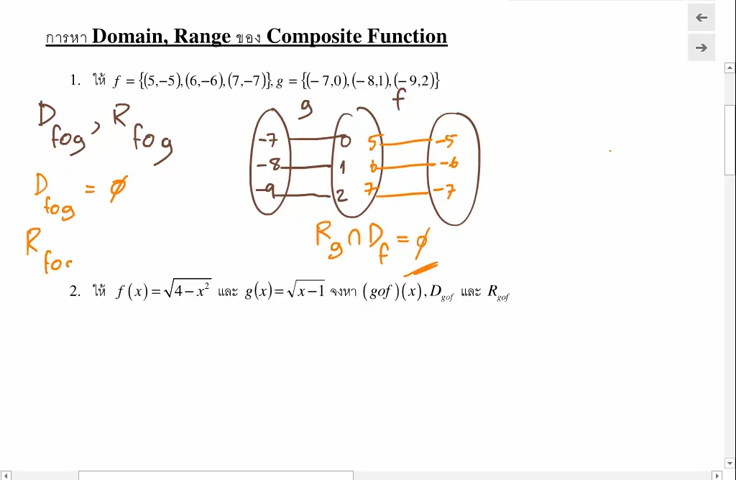 การหา Domain, Range ของ Composite Function
1. ให้ f = {(5,−5),(6,−6),(7,−7)}, g = {(−7,0),(−8,1),(−9,2)}
g f
D fog , R fog
−7 0 5 −5
−8 1 6 −6
−9 2 7 −7
D fog = φ
R fo
R g ∩ D f = φ
2. ให้ f(x) = √4−x² และ g(x) = √x−1 จงหา (gof)(x), D gof และ R gof